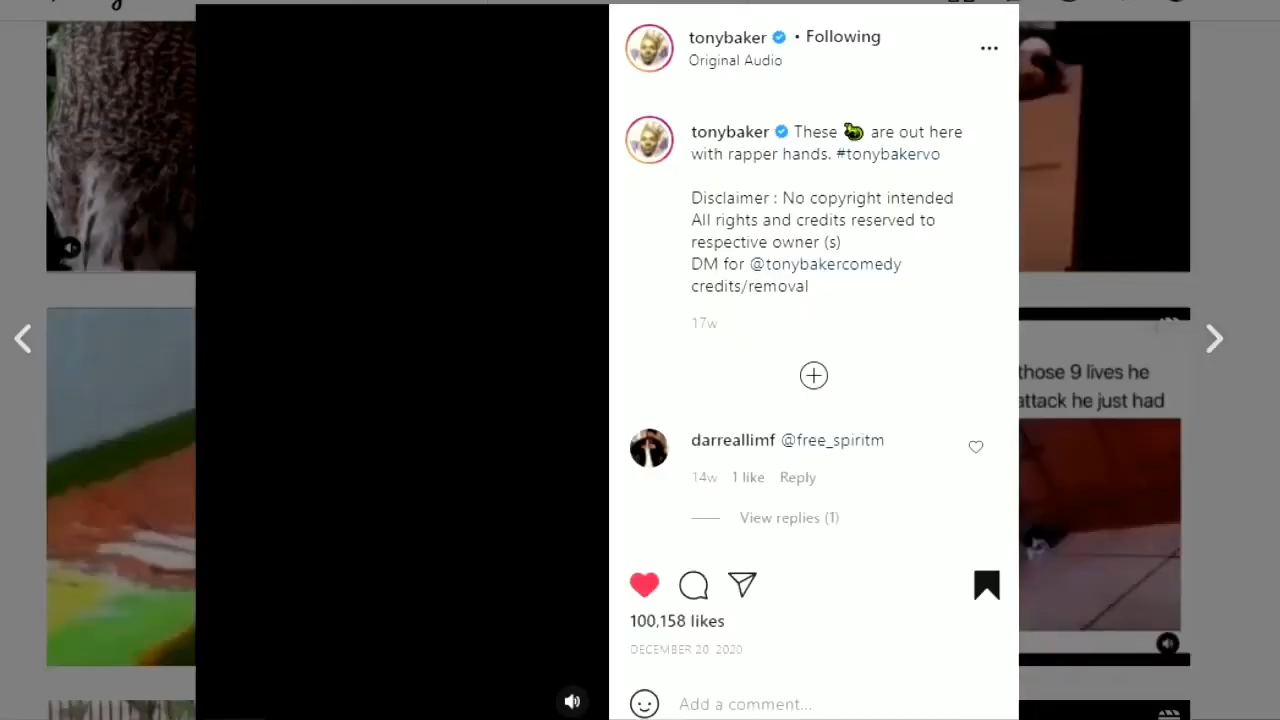 tonybaker • Following
Original Audio
tonybaker These are out here
with rapper hands. #tonybakervo
Disclaimer : No copyright intended
All rights and credits reserved to
respective owner (s)
DM for @tonybakercomedy
credits/removal
17w
darreallimf @free_spiritm
14w 1 like Reply
View replies (1)
100,158 likes
DECEMBER 20, 2020
Add a comment...
those 9 lives he
attack he just had